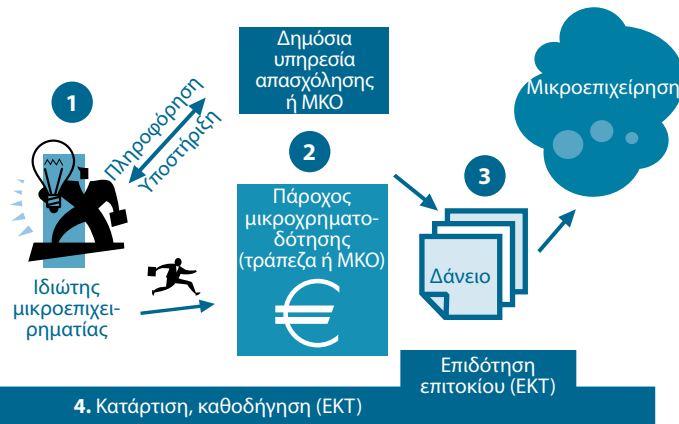 1
Ιδιώτης
μικροεπιχει-
ρηματίας
Πληροφόρηση
Υποστήριξη
Δημόσια
υπηρεσία
απασχόλησης
ή ΜΚΟ
2
Πάροχος
μικροχρηματο-
δότησης
(τράπεζα ή ΜΚΟ)
€
3
Δάνειο
Μικροεπιχείρηση
Επιδότηση
επιτοκίου (ΕΚΤ)
4. Κατάρτιση, καθοδήγηση (ΕΚΤ)